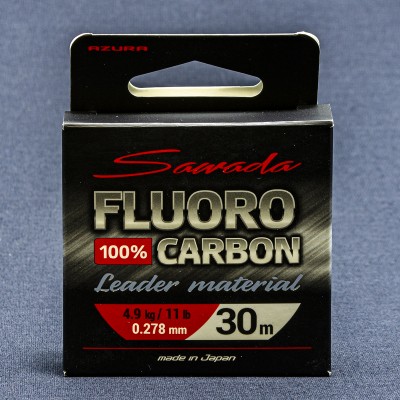 AZURA
Sawada
FLUORO
100% CARBON
Leader material
4.9 kg / 11 lb
0.278 mm
30m
made in Japan